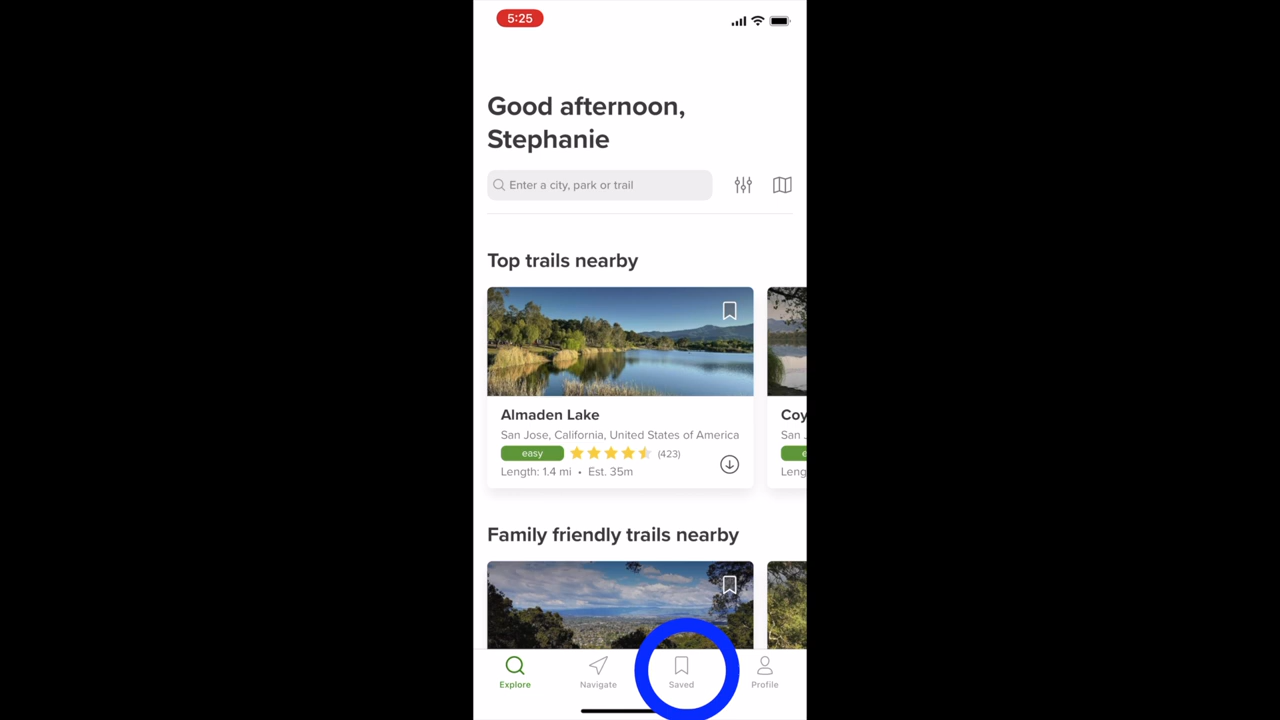 5:25
Good afternoon,
Stephanie
Enter a city, park or trail
Top trails nearby
Almaden Lake
San Jose, California, United States of America
easy
(423)
Length: 1.4 mi • Est. 35m
Coy
San J
e
Leng
Family friendly trails nearby
Explore
Navigate
Saved
Profile